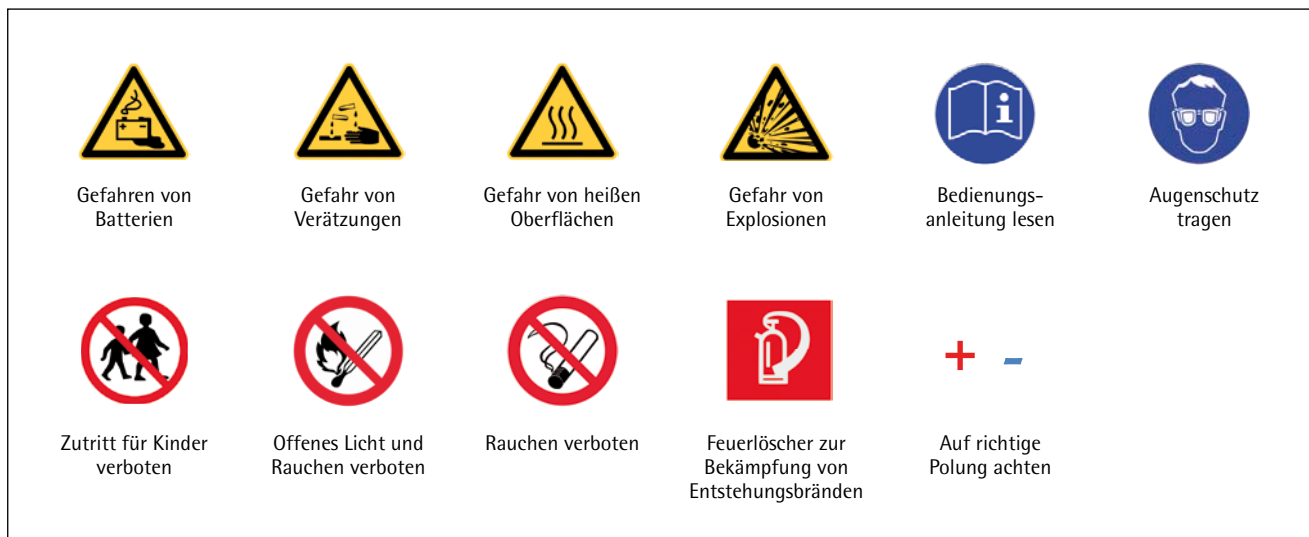 Gefahren von
Batterien
Gefahr von
Verätzungen
Gefahr von heißen
Oberflächen
Gefahr von
Explosionen
Bedienungs-
anleitung lesen
Augenschutz
tragen
+ -
Zutritt für Kinder
verboten
Offenes Licht und
Rauchen verboten
Rauchen verboten
Feuerlöscher zur
Bekämpfung von
Entstehungsbränden
Auf richtige
Polung achten